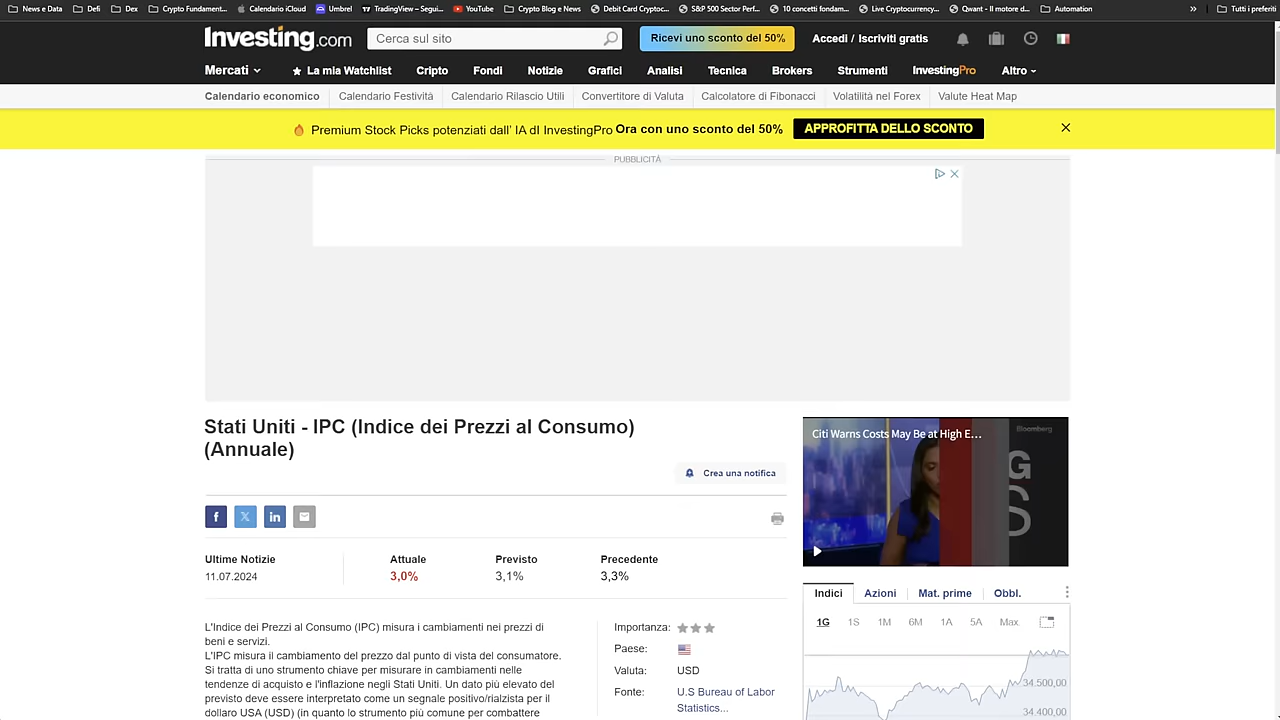 News e Data Defi Dex Crypto Fundament... Calendario iCloud Umbrel TradingView – Segui... YouTube Crypto Blog e News Debit Card Cryptoc... S&P 500 Sector Perf... 10 concetti fondam... Live Cryptocurrency... Qwant - Il motore d... Automation » Tutti i preferiti
Investing.com Cerca sul sito Ricevi uno sconto del 50% Accedi / Iscriviti gratis
Mercati La mia Watchlist Cripto Fondi Notizie Grafici Analisi Tecnica Brokers Strumenti InvestingPro Altro
Calendario economico Calendario Festività Calendario Rilascio Utili Convertitore di Valuta Calcolatore di Fibonacci Volatilità nel Forex Valute Heat Map
Premium Stock Picks potenziati dall' IA dI InvestingPro Ora con uno sconto del 50% APPROFITTA DELLO SCONTO
PUBBLICITÀ
Stati Uniti - IPC (Indice dei Prezzi al Consumo)
(Annuale)
Crea una notifica
Ultime Notizie Attuale Previsto Precedente
11.07.2024 3,0% 3,1% 3,3%
L'Indice dei Prezzi al Consumo (IPC) misura i cambiamenti nei prezzi di
beni e servizi.
L'IPC misura il cambiamento del prezzo dal punto di vista del consumatore.
Si tratta di uno strumento chiave per misurare in cambiamenti nelle
tendenze di acquisto e l'inflazione negli Stati Uniti. Un dato più elevato del
previsto deve essere interpretato come un segnale positivo/rialzista per il
dollaro USA (USD) (in quanto lo strumento più comune per combattere
Importanza:
Paese:
Valuta: USD
Fonte: U.S Bureau of Labor
Statistics...
Citi Warns Costs May Be at High E...
Bloomberg
Indici Azioni Mat. prime Obbl.
1G 1S 1M 6M 1A 5A Max
34.500,00
34.400,00